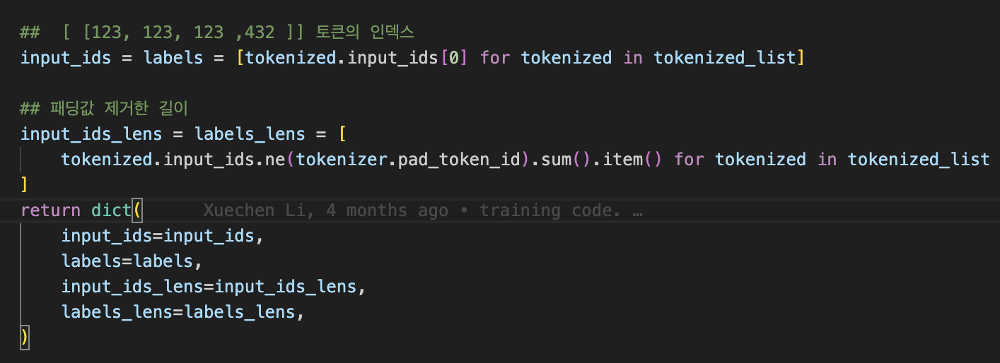 ##  [ [123, 123, 123 ,432 ]] 토큰의 인덱스
input_ids = labels = [tokenized.input_ids[0] for tokenized in tokenized_list]
## 패딩값 제거한 길이
input_ids_lens = labels_lens = [
    tokenized.input_ids.ne(tokenizer.pad_token_id).sum().item() for tokenized in tokenized_list
]
return dict(      Xuechen Li, 4 months ago • training code. …
    input_ids=input_ids,
    labels=labels,
    input_ids_lens=input_ids_lens,
    labels_lens=labels_lens,
)